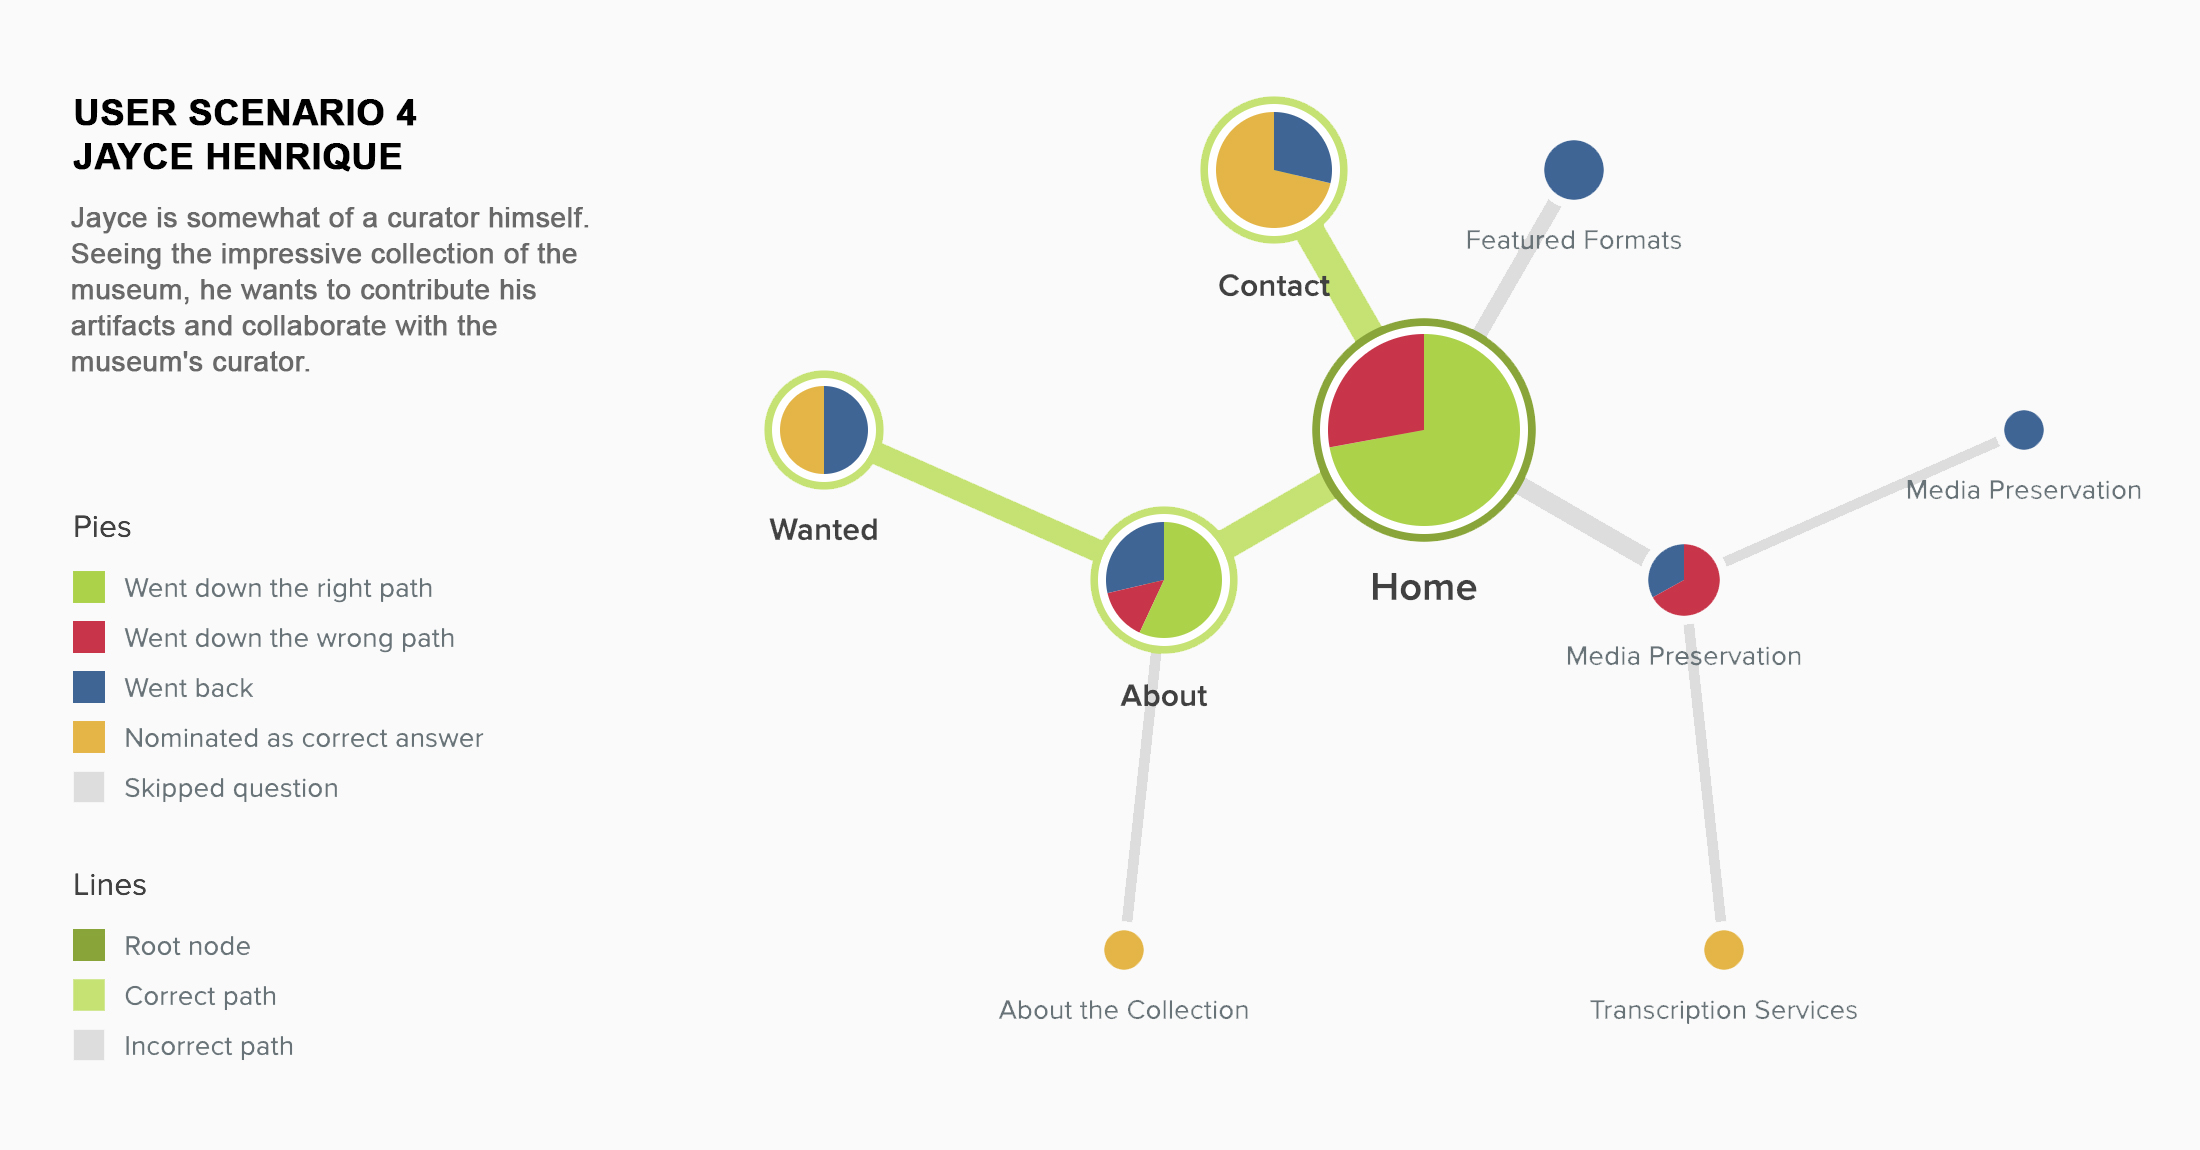 USER SCENARIO 4
JAYCE HENRIQUE
Jayce is somewhat of a curator himself.
Seeing the impressive collection of the
museum, he wants to contribute his
artifacts and collaborate with the
museum's curator.
Pies
Went down the right path
Went down the wrong path
Went back
Nominated as correct answer
Skipped question
Lines
Root node
Correct path
Incorrect path
Featured Formats
Contact
Media Preservation
Wanted
Home
Media Preservation
About
About the Collection
Transcription Services